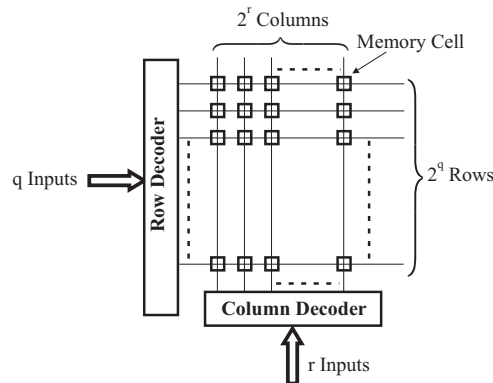 2^r Columns
Memory Cell
Row Decoder
q Inputs
2^q Rows
Column Decoder
r Inputs